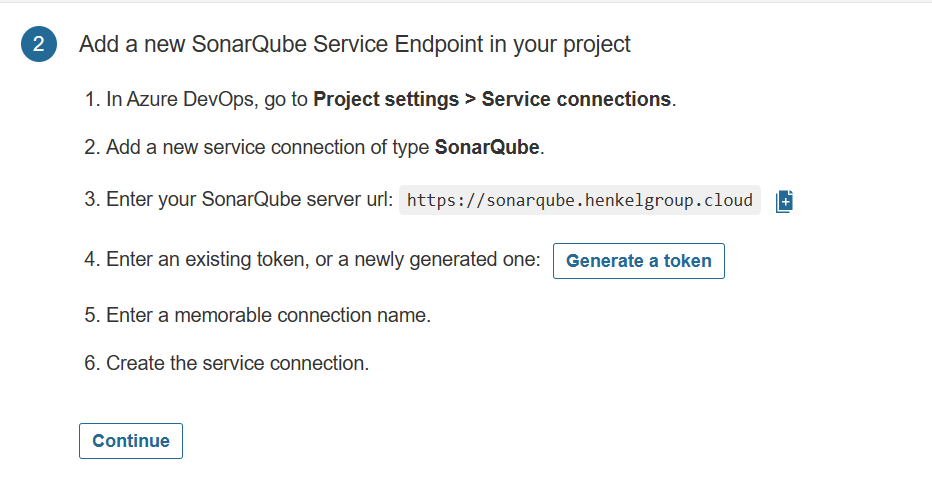 2 Add a new SonarQube Service Endpoint in your project
1. In Azure DevOps, go to Project settings > Service connections.
2. Add a new service connection of type SonarQube.
3. Enter your SonarQube server url: https://sonarqube.henkelgroup.cloud
4. Enter an existing token, or a newly generated one: Generate a token
5. Enter a memorable connection name.
6. Create the service connection.
Continue